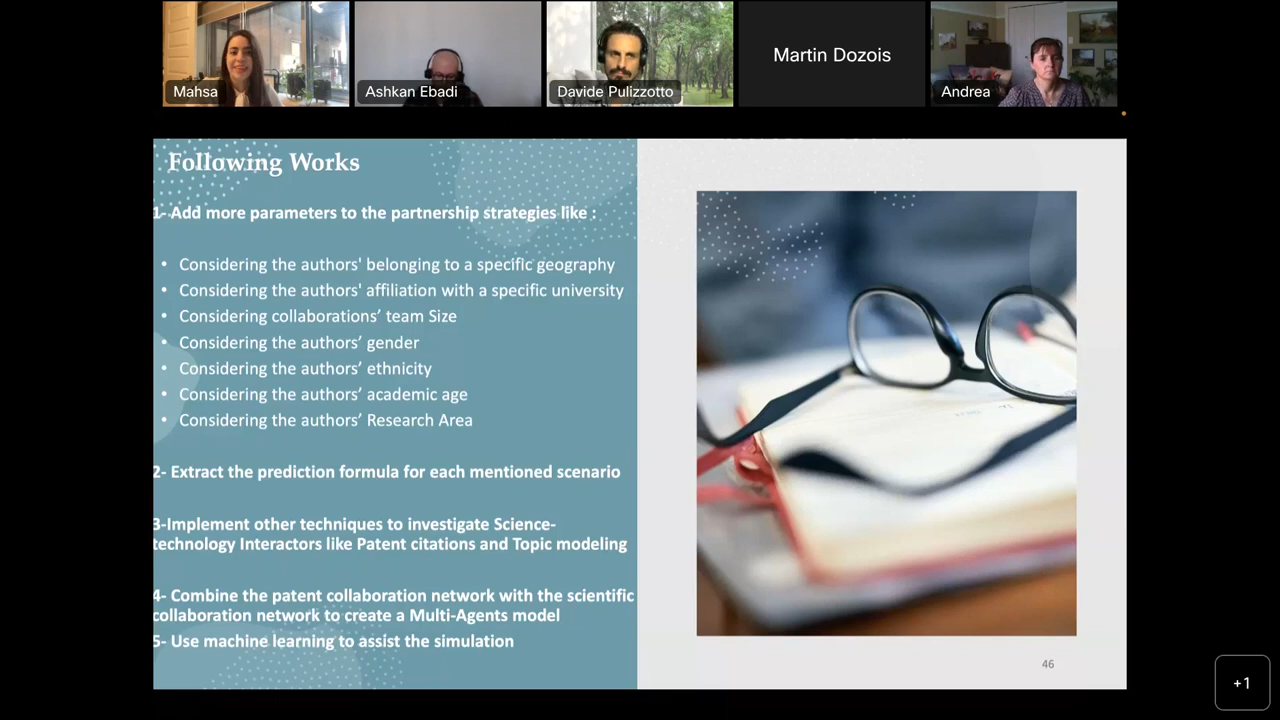 Mahsa
Ashkan Ebadi
Davide Pulizzotto
Martin Dozois
Andrea
Following Works
1- Add more parameters to the partnership strategies like :
• Considering the authors' belonging to a specific geography
• Considering the authors' affiliation with a specific university
• Considering collaborations’ team Size
• Considering the authors’ gender
• Considering the authors’ ethnicity
• Considering the authors’ academic age
• Considering the authors’ Research Area
2- Extract the prediction formula for each mentioned scenario
3-Implement other techniques to investigate Science-
technology Interactors like Patent citations and Topic modeling
4- Combine the patent collaboration network with the scientific
collaboration network to create a Multi-Agents model
5- Use machine learning to assist the simulation
46
+1